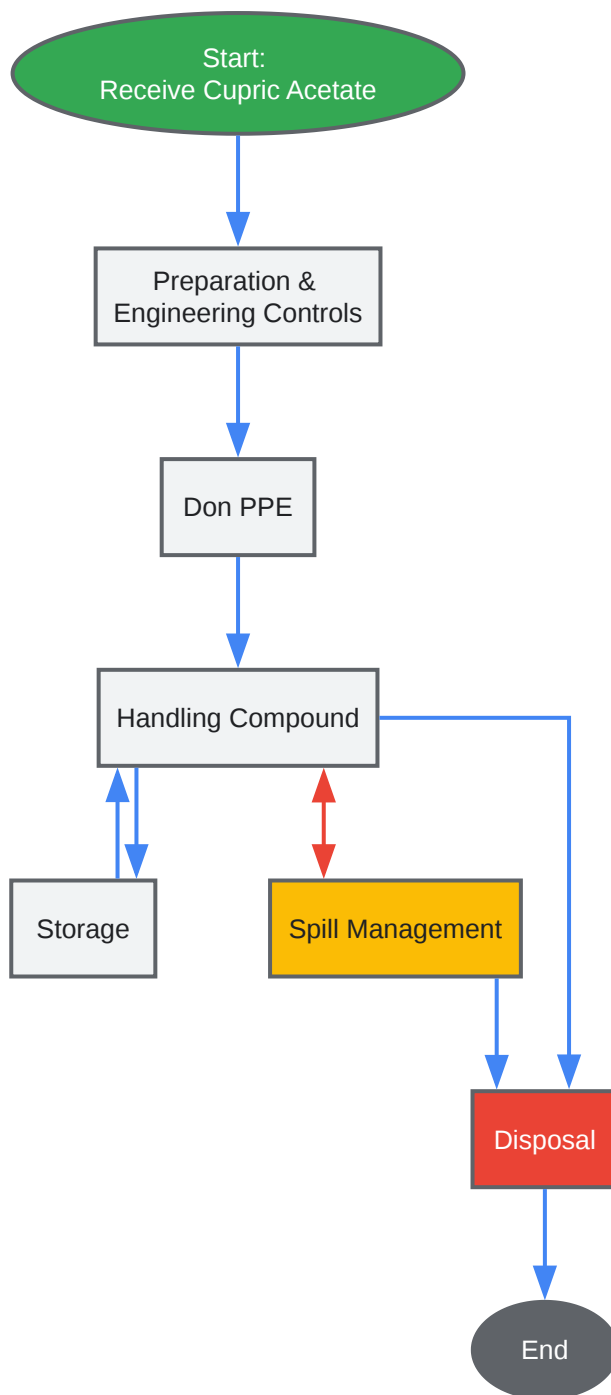 Start:
Receive Cupric Acetate
Preparation &
Engineering Controls
Don PPE
Handling Compound
Storage
Spill Management
Disposal
End